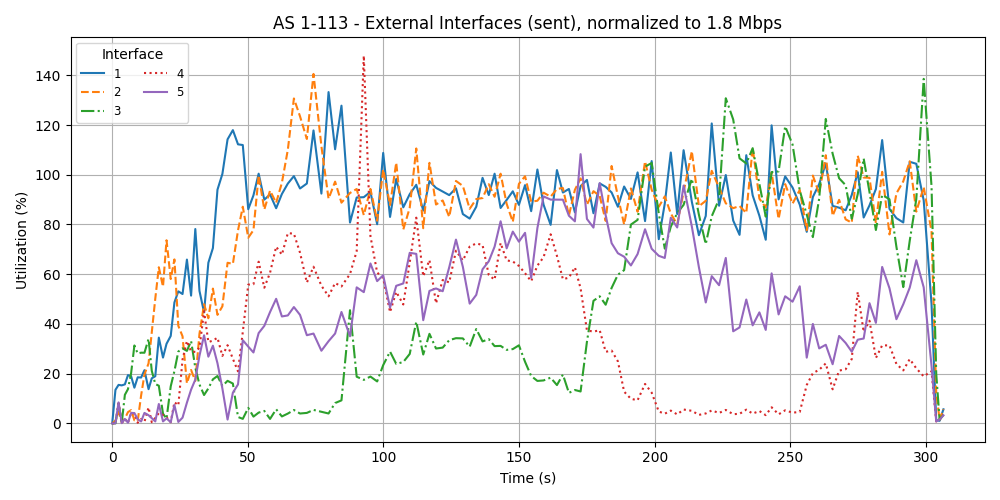 AS 1-113 - External Interfaces (sent), normalized to 1.8 Mbps
Interface
1 4
2 5
3
Utilization (%)
140
120
100
80
60
40
20
0
0 50 100 150 200 250 300
Time (s)